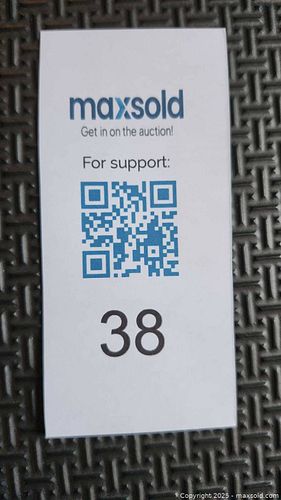 maxsold
Get in on the auction!
For support:
38
© Copyright 2025 - maxsold.com